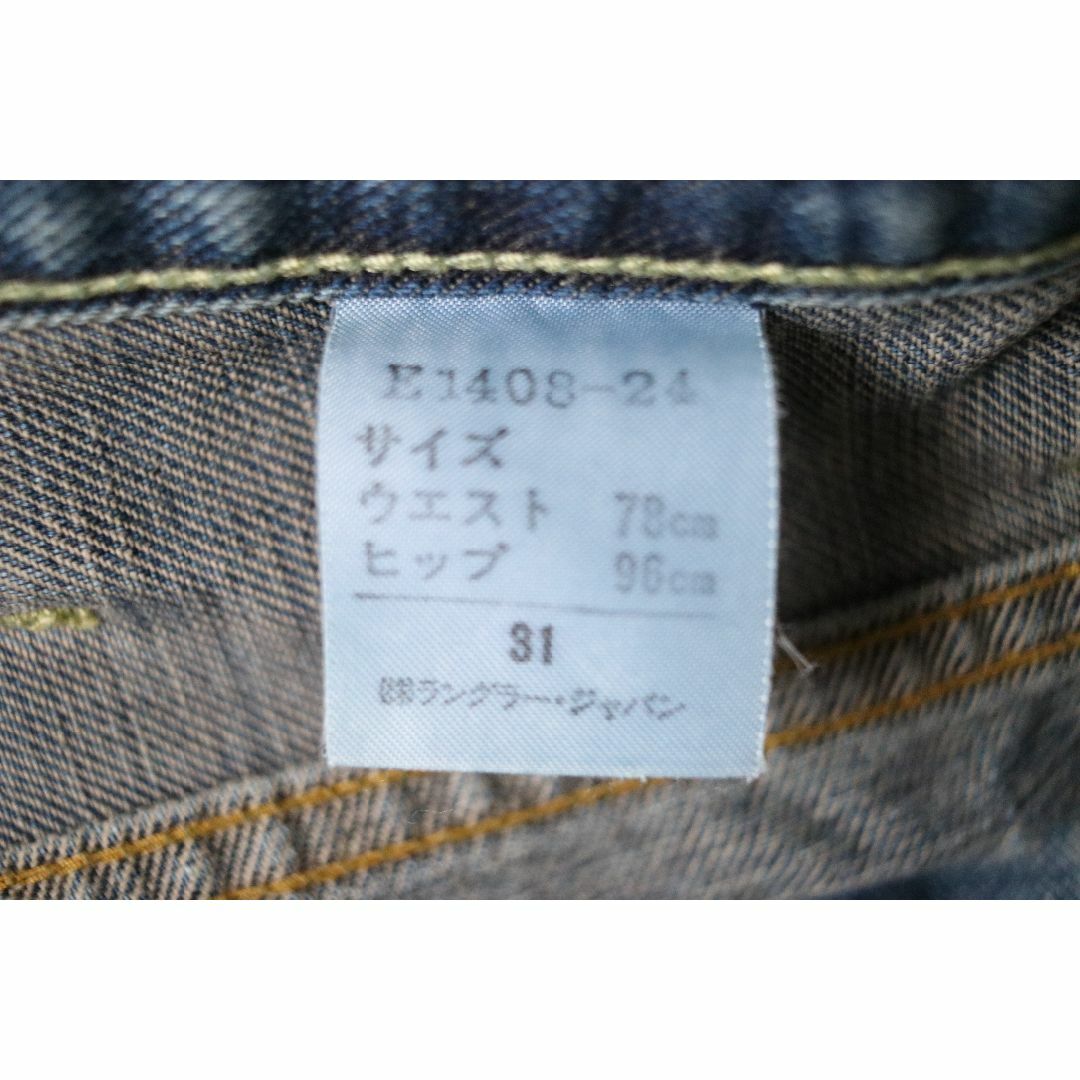 E1408-24
サイズ
ウエスト 78cm
ヒップ 96cm
31
㈱ラングラー・ジャパン